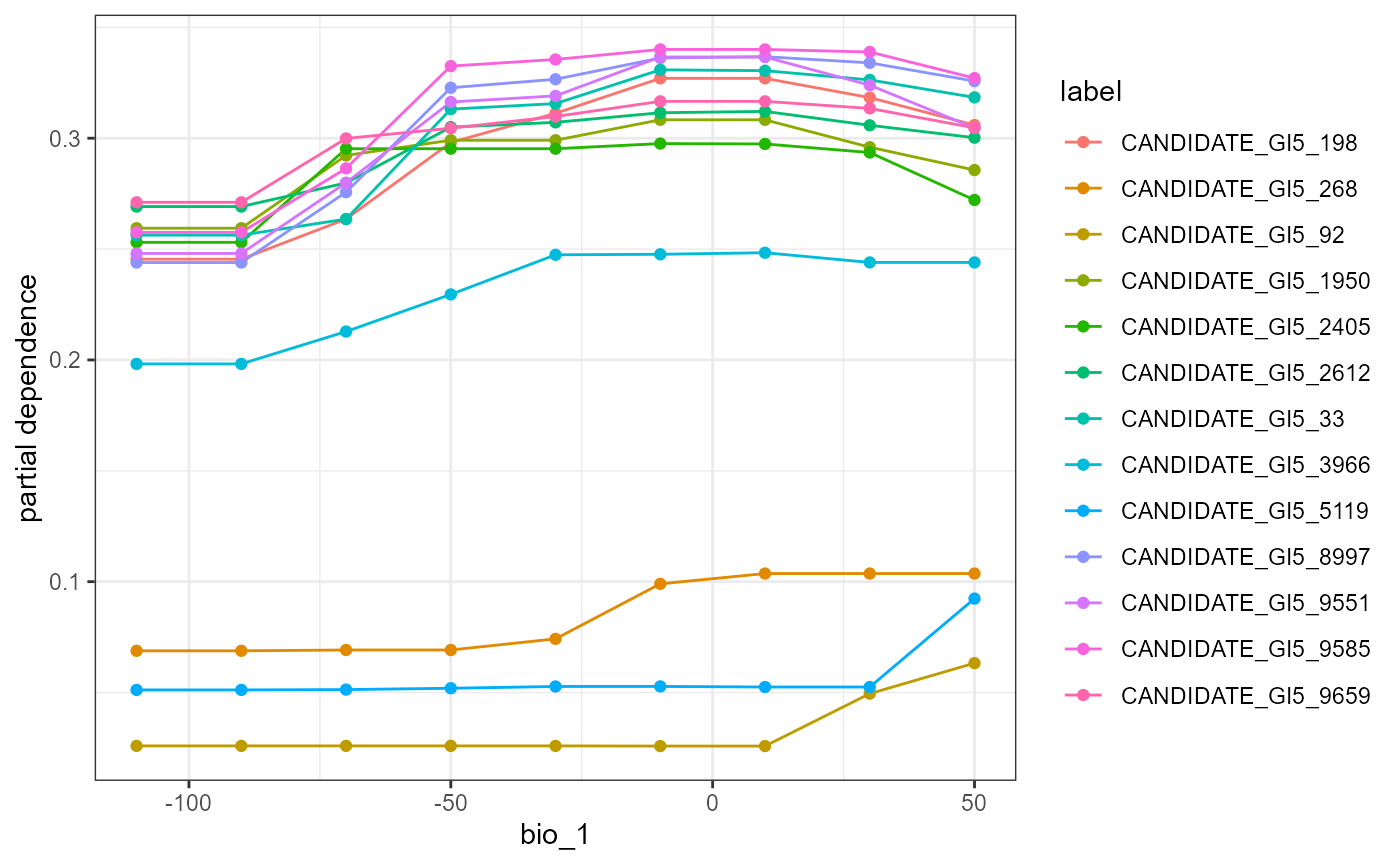 partial dependence
0.3
0.2
0.1
-100
-50
0
50
bio_1
label
CANDIDATE_GI5_198
CANDIDATE_GI5_268
CANDIDATE_GI5_92
CANDIDATE_GI5_1950
CANDIDATE_GI5_2405
CANDIDATE_GI5_2612
CANDIDATE_GI5_33
CANDIDATE_GI5_3966
CANDIDATE_GI5_5119
CANDIDATE_GI5_8997
CANDIDATE_GI5_9551
CANDIDATE_GI5_9585
CANDIDATE_GI5_9659